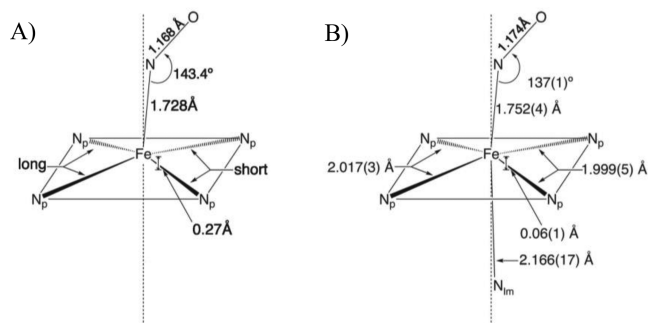 A)
O
1.168 Å
N
143.4º
1.728Å
Np
Np
long
Fe
short
Np
Np
0.27Å
B)
O
1.174Å
N
137(1)º
1.752(4) Å
Np
Np
2.017(3) Å
Fe
1.999(5) Å
Np
Np
0.06(1) Å
2.166(17) Å
NIm